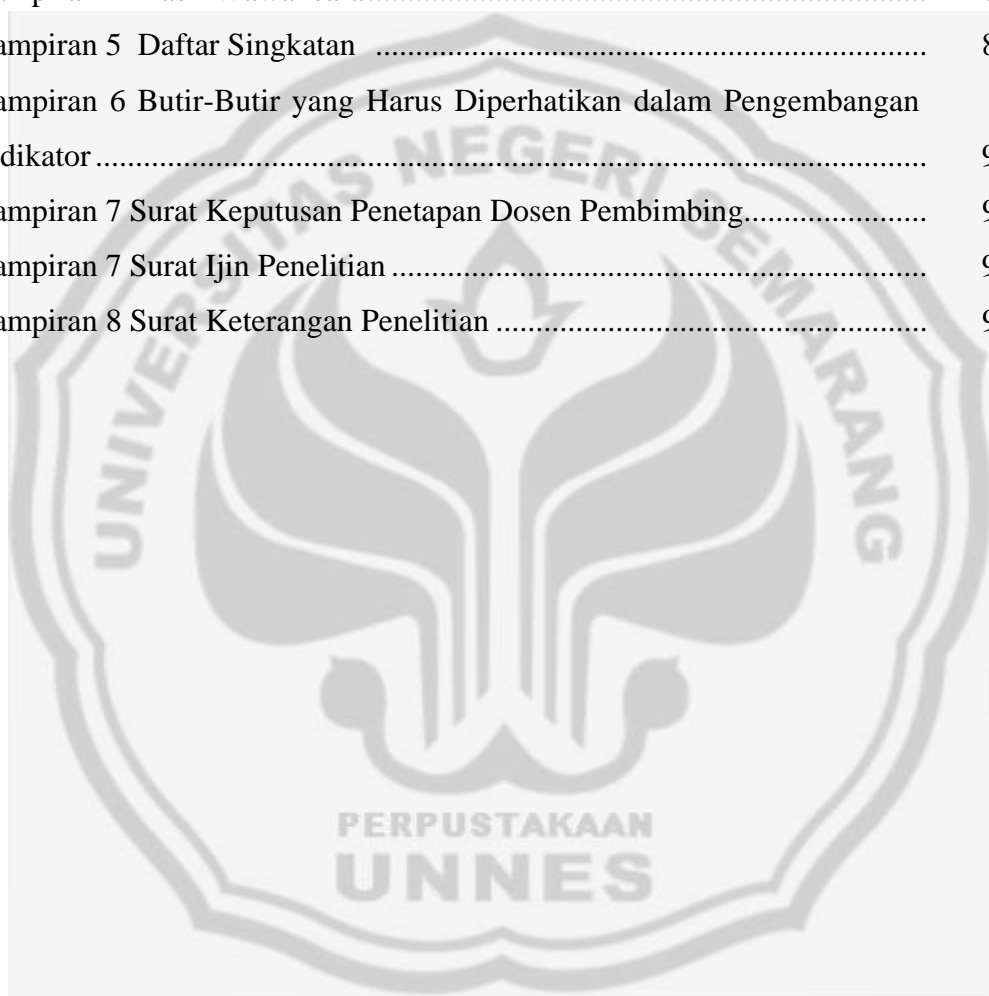 ampiran 5  Daftar Singkatan ................................................................... 8
ampiran 6 Butir-Butir yang Harus Diperhatikan dalam Pengembangan
dikator ..................................................................................................... 9
ampiran 7 Surat Keputusan Penetapan Dosen Pembimbing...................... 9
ampiran 7 Surat Ijin Penelitian ................................................................. 9
ampiran 8 Surat Keterangan Penelitian .................................................... 9
UNIVERSITAS NEGERI SEMARANG
PERPUSTAKAAN
UNNES